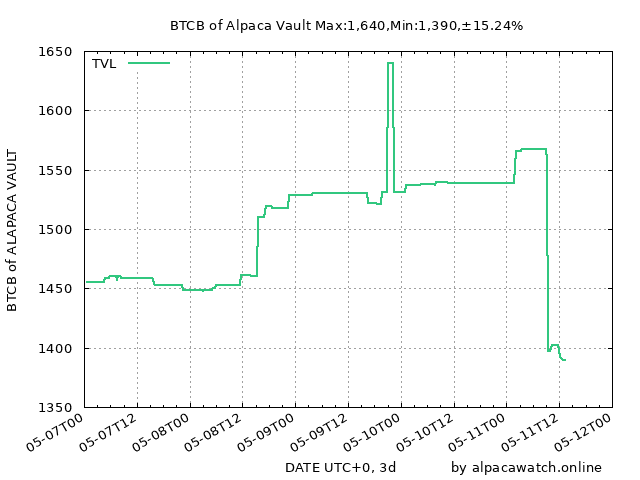 BTCB of Alpaca Vault Max:1,640,Min:1,390,±15.24%
TVL
BTCB of ALAPACA VAULT
1650
1600
1550
1500
1450
1400
1350
05-07T00
05-07T12
05-08T00
05-08T12
05-09T00
05-09T12
05-10T00
05-10T12
05-11T00
05-11T12
05-12T00
DATE UTC+0, 3d
by alpacawatch.online